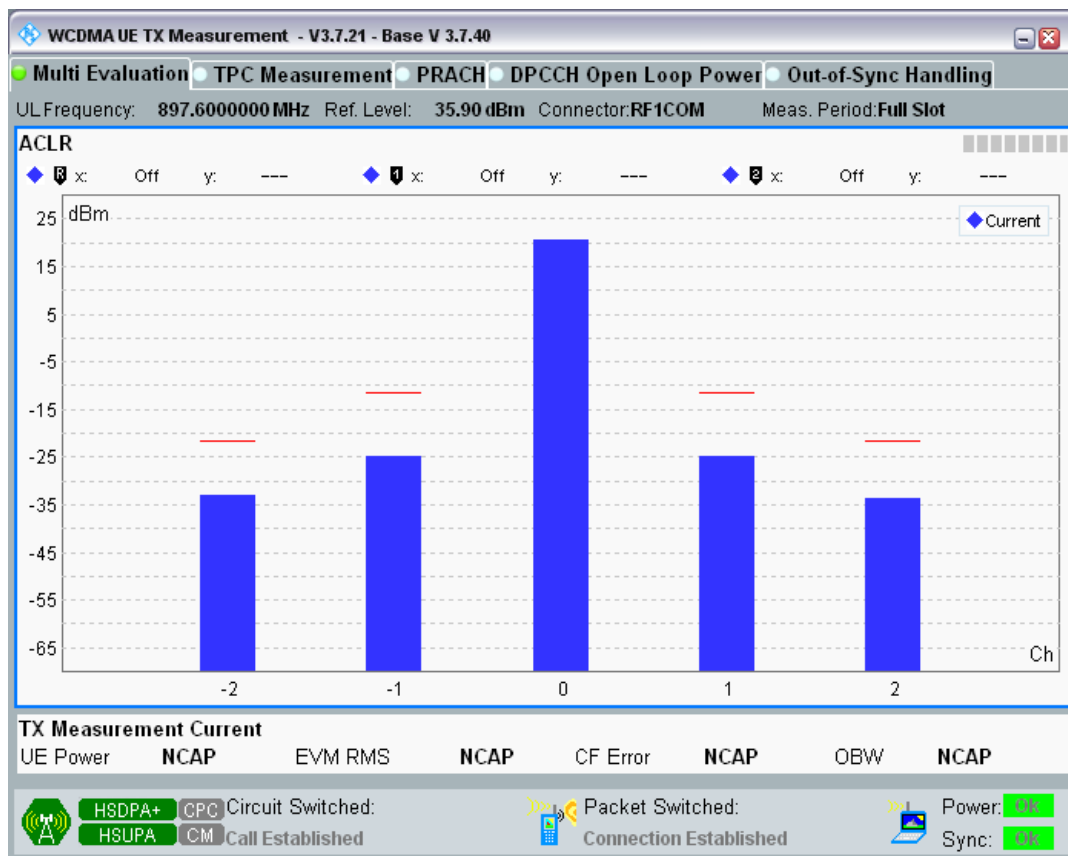 WCDMA UE TX Measurement - V3.7.21 - Base V 3.7.40
Multi Evaluation TPC Measurement PRACH DPCCH Open Loop Power Out-of-Sync Handling
UL Frequency: 897.6000000 MHz Ref. Level: 35.90 dBm Connector:RF1COM Meas. Period:Full Slot
ACLR
R x: Off y: --- 1 x: Off y: --- 2 x: Off y: ---
dBm
Current
25
15
5
-5
-15
-25
-35
-45
-55
-65
Ch
-2 -1 0 1 2
TX Measurement Current
UE Power NCAP EVM RMS NCAP CF Error NCAP OBW NCAP
HSDPA+ CPC Circuit Switched: Packet Switched: Power: OK
HSUPA CM Call Established Connection Established Sync: OK